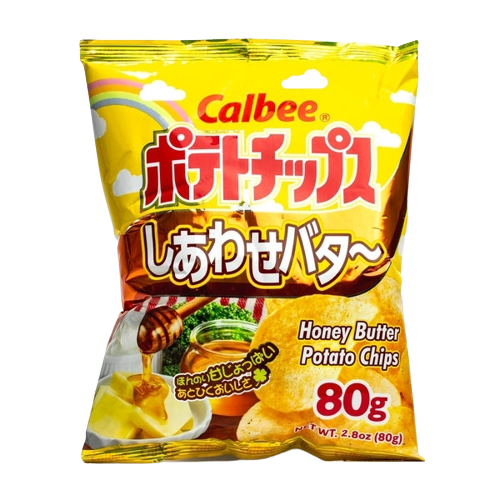 Calbee®
ポテトチップス
しあわせバタ〜
Honey Butter
Potato Chips
ほんのり甘じょっぱい
あとひくおいしさ
80g
NET WT. 2.8oz (80g)